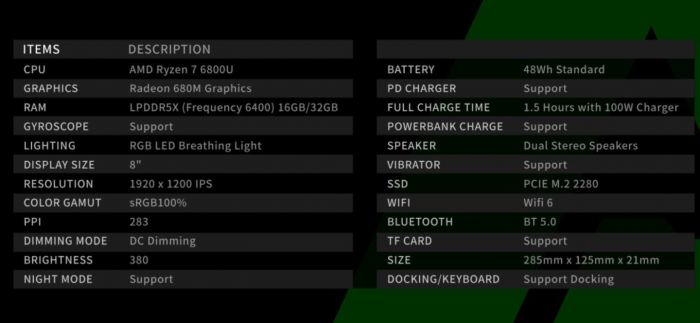 ITEMS DESCRIPTION
CPU AMD Ryzen 7 6800U
GRAPHICS Radeon 680M Graphics
RAM LPDDR5X (Frequency 6400) 16GB/32GB
GYROSCOPE Support
LIGHTING RGB LED Breathing Light
DISPLAY SIZE 8"
RESOLUTION 1920 x 1200 IPS
COLOR GAMUT sRGB100%
PPI 283
DIMMING MODE DC Dimming
BRIGHTNESS 380
NIGHT MODE Support
BATTERY 48Wh Standard
PD CHARGER Support
FULL CHARGE TIME 1.5 Hours with 100W Charger
POWERBANK CHARGE Support
SPEAKER Dual Stereo Speakers
VIBRATOR Support
SSD PCIE M.2 2280
WIFI Wifi 6
BLUETOOTH BT 5.0
TF CARD Support
SIZE 285mm x 125mm x 21mm
DOCKING/KEYBOARD Support Docking